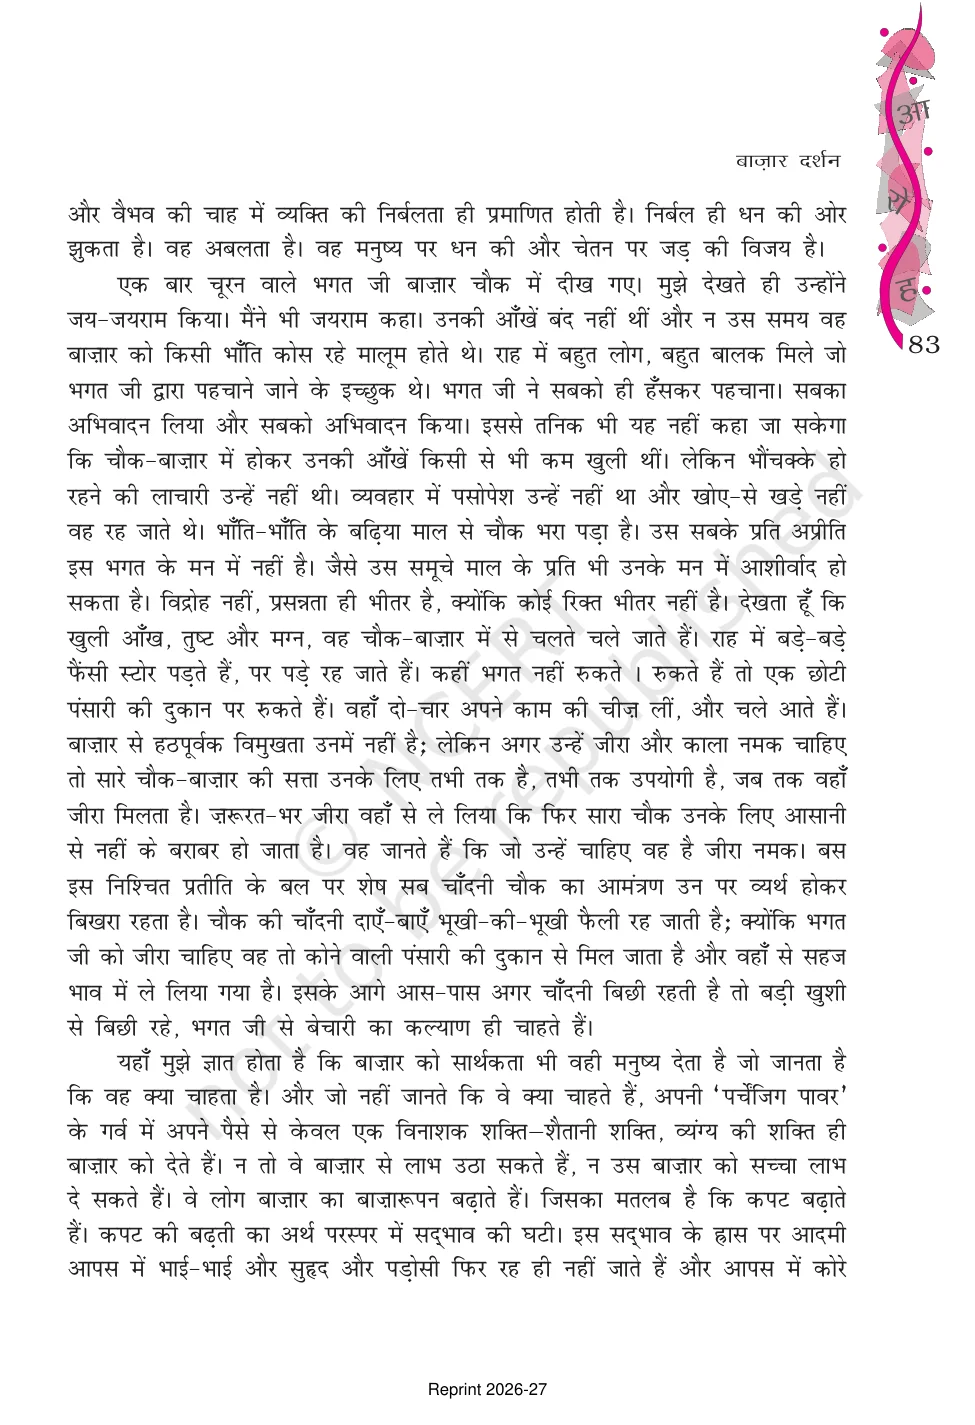 बाज़ार दर्शन
और वैभव की चाह में व्यक्ति की निर्बलता ही प्रमाणित होती है। निर्बल ही धन की ओर
झुकता है। वह अबलता है। वह मनुष्य पर धन की और चेतन पर जड़ की विजय है।
एक बार चूरन वाले भगत जी बाज़ार चौक में दीख गए। मुझे देखते ही उन्होंने
जय-जयराम किया। मैंने भी जयराम कहा। उनकी आँखें बंद नहीं थीं और न उस समय वह
बाज़ार को किसी भाँति कोस रहे मालूम होते थे। राह में बहुत लोग, बहुत बालक मिले जो
भगत जी द्वारा पहचाने जाने के इच्छुक थे। भगत जी ने सबको ही हँसकर पहचाना। सबका
अभिवादन लिया और सबको अभिवादन किया। इससे तनिक भी यह नहीं कहा जा सकेगा
कि चौक-बाज़ार में होकर उनकी आँखें किसी से भी कम खुली थीं। लेकिन भौंचक्के हो
रहने की लाचारी उन्हें नहीं थी। व्यवहार में पसोपेश उन्हें नहीं था और खोए-से खड़े नहीं
वह रह जाते थे। भाँति-भाँति के बढ़िया माल से चौक भरा पड़ा है। उस सबके प्रति अप्रीति
इस भगत के मन में नहीं है। जैसे उस समूचे माल के प्रति भी उनके मन में आशीर्वाद हो
सकता है। विद्रोह नहीं, प्रसन्नता ही भीतर है, क्योंकि कोई रिक्त भीतर नहीं है। देखता हूँ कि
खुली आँख, तुष्ट और मग्न, वह चौक-बाज़ार में से चलते चले जाते हैं। राह में बड़े-बड़े
फैंसी स्टोर पड़ते हैं, पर पड़े रह जाते हैं। कहीं भगत नहीं रुकते । रुकते हैं तो एक छोटी
पंसारी की दुकान पर रुकते हैं। वहाँ दो-चार अपने काम की चीज़ लीं, और चले आते हैं।
बाज़ार से हठपूर्वक विमुखता उनमें नहीं है; लेकिन अगर उन्हें जीरा और काला नमक चाहिए
तो सारे चौक-बाज़ार की सत्ता उनके लिए तभी तक है, तभी तक उपयोगी है, जब तक वहाँ
जीरा मिलता है। ज़रूरत-भर जीरा वहाँ से ले लिया कि फिर सारा चौक उनके लिए आसानी
से नहीं के बराबर हो जाता है। वह जानते हैं कि जो उन्हें चाहिए वह है जीरा नमक। बस
इस निश्चित प्रतीति के बल पर शेष सब चाँदनी चौक का आमंत्रण उन पर व्यर्थ होकर
बिखरा रहता है। चौक की चाँदनी दाएँ-बाएँ भूखी-की-भूखी फैली रह जाती है; क्योंकि भगत
जी को जीरा चाहिए वह तो कोने वाली पंसारी की दुकान से मिल जाता है और वहाँ से सहज
भाव में ले लिया गया है। इसके आगे आस-पास अगर चाँदनी बिछी रहती है तो बड़ी खुशी
से बिछी रहे, भगत जी से बेचारी का कल्याण ही चाहते हैं।
यहाँ मुझे ज्ञात होता है कि बाज़ार को सार्थकता भी वही मनुष्य देता है जो जानता है
कि वह क्या चाहता है। और जो नहीं जानते कि वे क्या चाहते हैं, अपनी ‘पर्चेंजिग पावर’
के गर्व में अपने पैसे से केवल एक विनाशक शक्ति—शैतानी शक्ति, व्यंग्य की शक्ति ही
बाज़ार को देते हैं। न तो वे बाज़ार से लाभ उठा सकते हैं, न उस बाज़ार को सच्चा लाभ
दे सकते हैं। वे लोग बाज़ार का बाज़ारूपन बढ़ाते हैं। जिसका मतलब है कि कपट बढ़ाते
हैं। कपट की बढ़ती का अर्थ परस्पर में सद्‌भाव की घटी। इस सद्‌भाव के ह्रास पर आदमी
आपस में भाई-भाई और सुहृद और पड़ोसी फिर रह ही नहीं जाते हैं और आपस में कोरे
आ
रो
ह
83
© NCERT
not to be republished
Reprint 2026-27